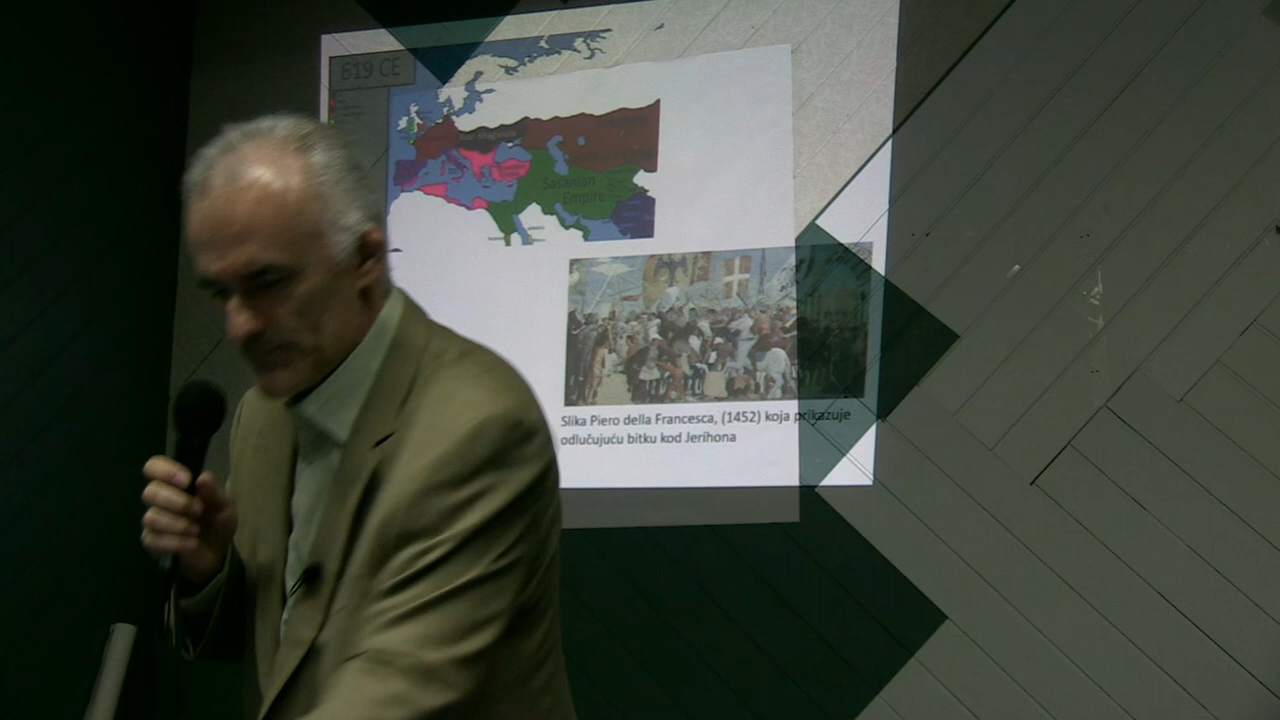 619 CE
Sasanian
Empire
Slika Piero della Francesca, (1452) koja prikazuje
odlučujuću bitku kod Jerihona